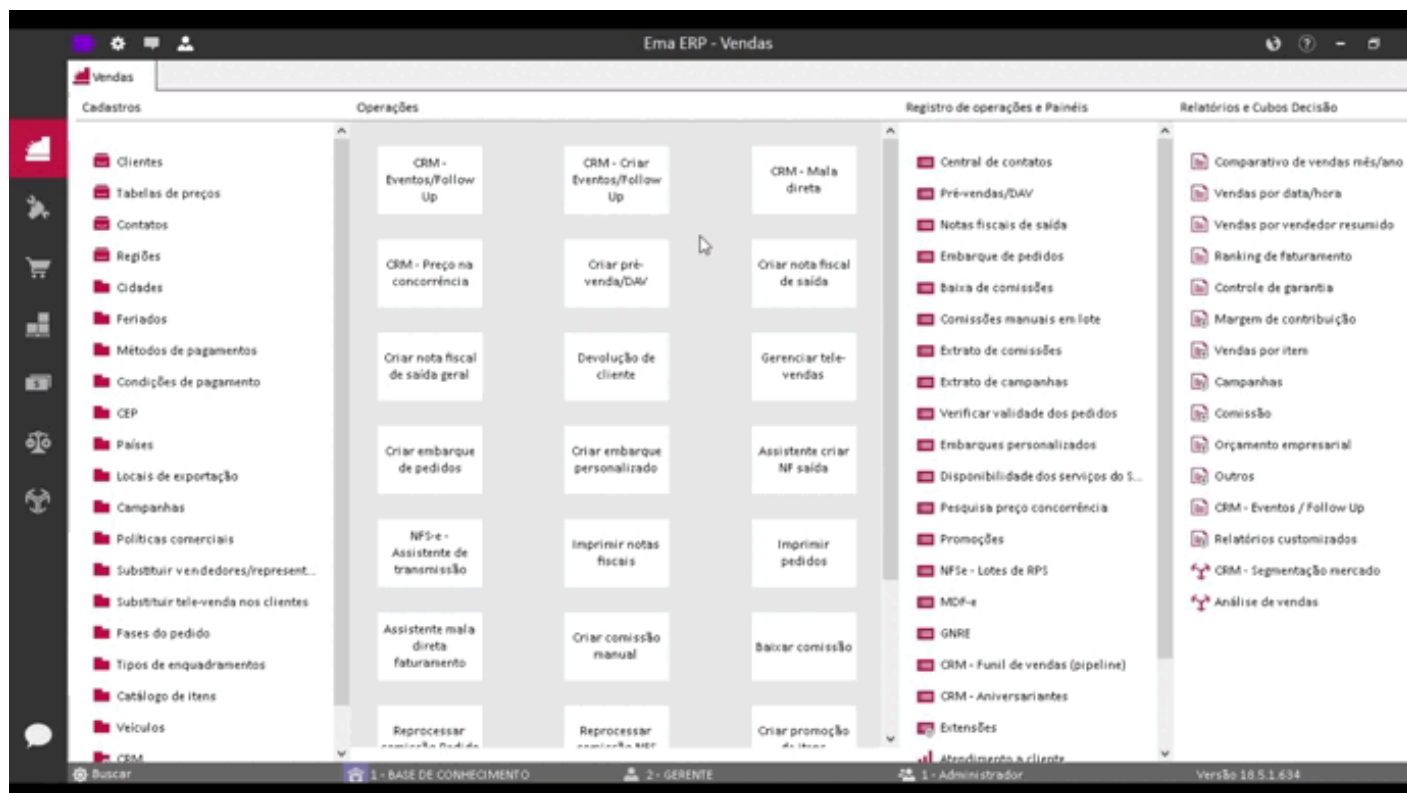 Ema ERP - Vendas
Vendas
Cadastros
Operações
Registro de operações e Painéis
Relatórios e Cubos Decisão
Clientes
Tabelas de preços
Contatos
Regiões
Cidades
Feriados
Métodos de pagamentos
Condições de pagamento
CEP
Países
Locais de exportação
Campanhas
Políticas comerciais
Substituir vendedores/represent...
Substituir tele-venda nos clientes
Fases do pedido
Tipos de enquadramentos
Catálogo de itens
Veículos
CRM
CRM -
Eventos/Follow
Up
CRM - Criar
Eventos/Follow
Up
CRM - Mala
direta
CRM - Preço na
concorrência
Criar pré-
venda/DAV
Criar nota fiscal
de saída
Criar nota fiscal
de saída geral
Devolução de
cliente
Gerenciar tele-
vendas
Criar embarque
de pedidos
Criar embarque
personalizado
Assistente criar
NF saída
NFS-e -
Assistente de
transmissão
Imprimir notas
fiscais
Imprimir
pedidos
Assistente mala
direta
faturamento
Criar comissão
manual
Baixar comissão
Reprocessar
comissão Pedido
Reprocessar
comissão NFS
Criar promoção
de itens
Central de contatos
Pré-vendas/DAV
Notas fiscais de saída
Embarque de pedidos
Baixa de comissões
Comissões manuais em lote
Extrato de comissões
Extrato de campanhas
Verificar validade dos pedidos
Embarques personalizados
Disponibilidade dos serviços do S...
Pesquisa preço concorrência
Promoções
NFSe - Lotes de RPS
MDF-e
GNRE
CRM - Funil de vendas (pipeline)
CRM - Aniversariantes
Extensões
Atendimento a cliente
Comparativo de vendas mês/ano
Vendas por data/hora
Vendas por vendedor resumido
Ranking de faturamento
Controle de garantia
Margem de contribuição
Vendas por item
Campanhas
Comissão
Orçamento empresarial
Outros
CRM - Eventos / Follow Up
Relatórios customizados
CRM - Segmentação mercado
Análise de vendas
Buscar
1 - BASE DE CONHECIMENTO
2 - GERENTE
1 - Administrador
Versão 18.5.1.634